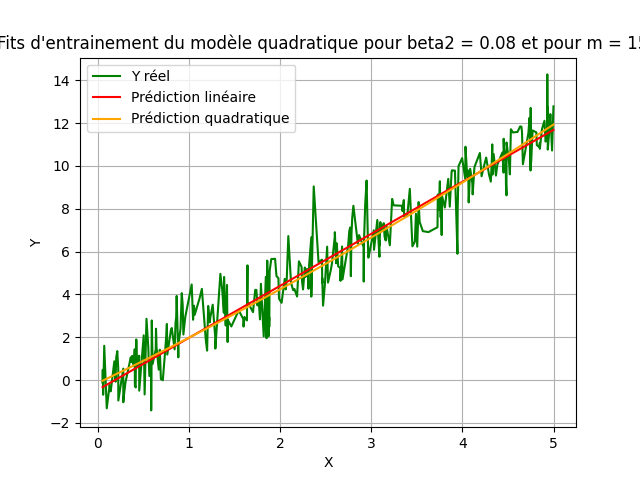 Fits d'entrainement du modèle quadratique pour beta2 = 0.08 et pour m = 15
Y réel
Prédiction linéaire
Prédiction quadratique
14
12
10
8
6
4
2
0
−2
Y
0 1 2 3 4 5
X